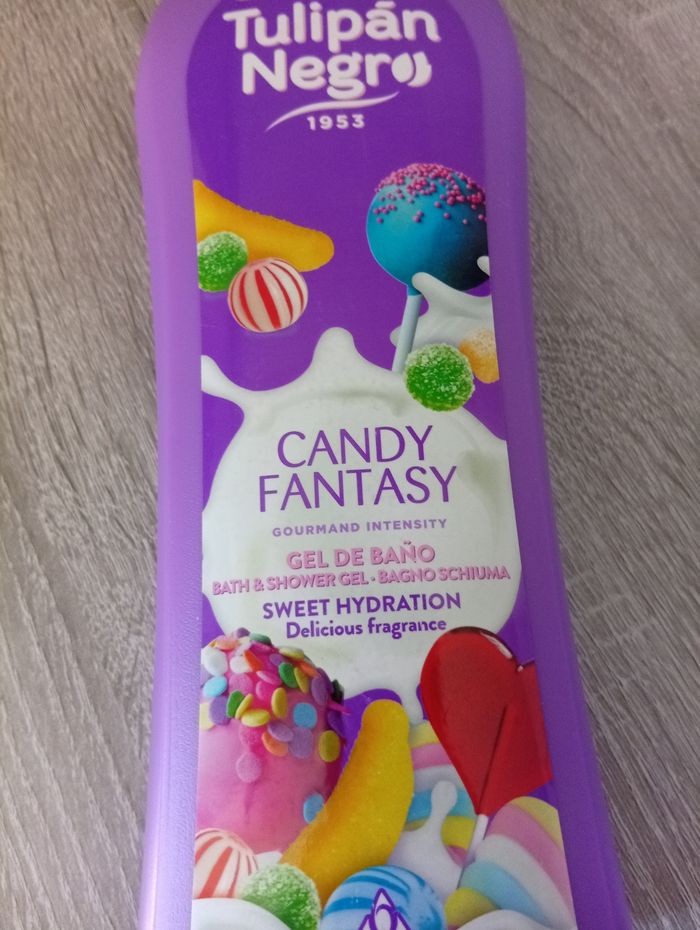 Tulipán
Negro
1953
CANDY
FANTASY
GOURMAND INTENSITY
GEL DE BAÑO
BATH & SHOWER GEL · BAGNO SCHIUMA
SWEET HYDRATION
Delicious fragrance